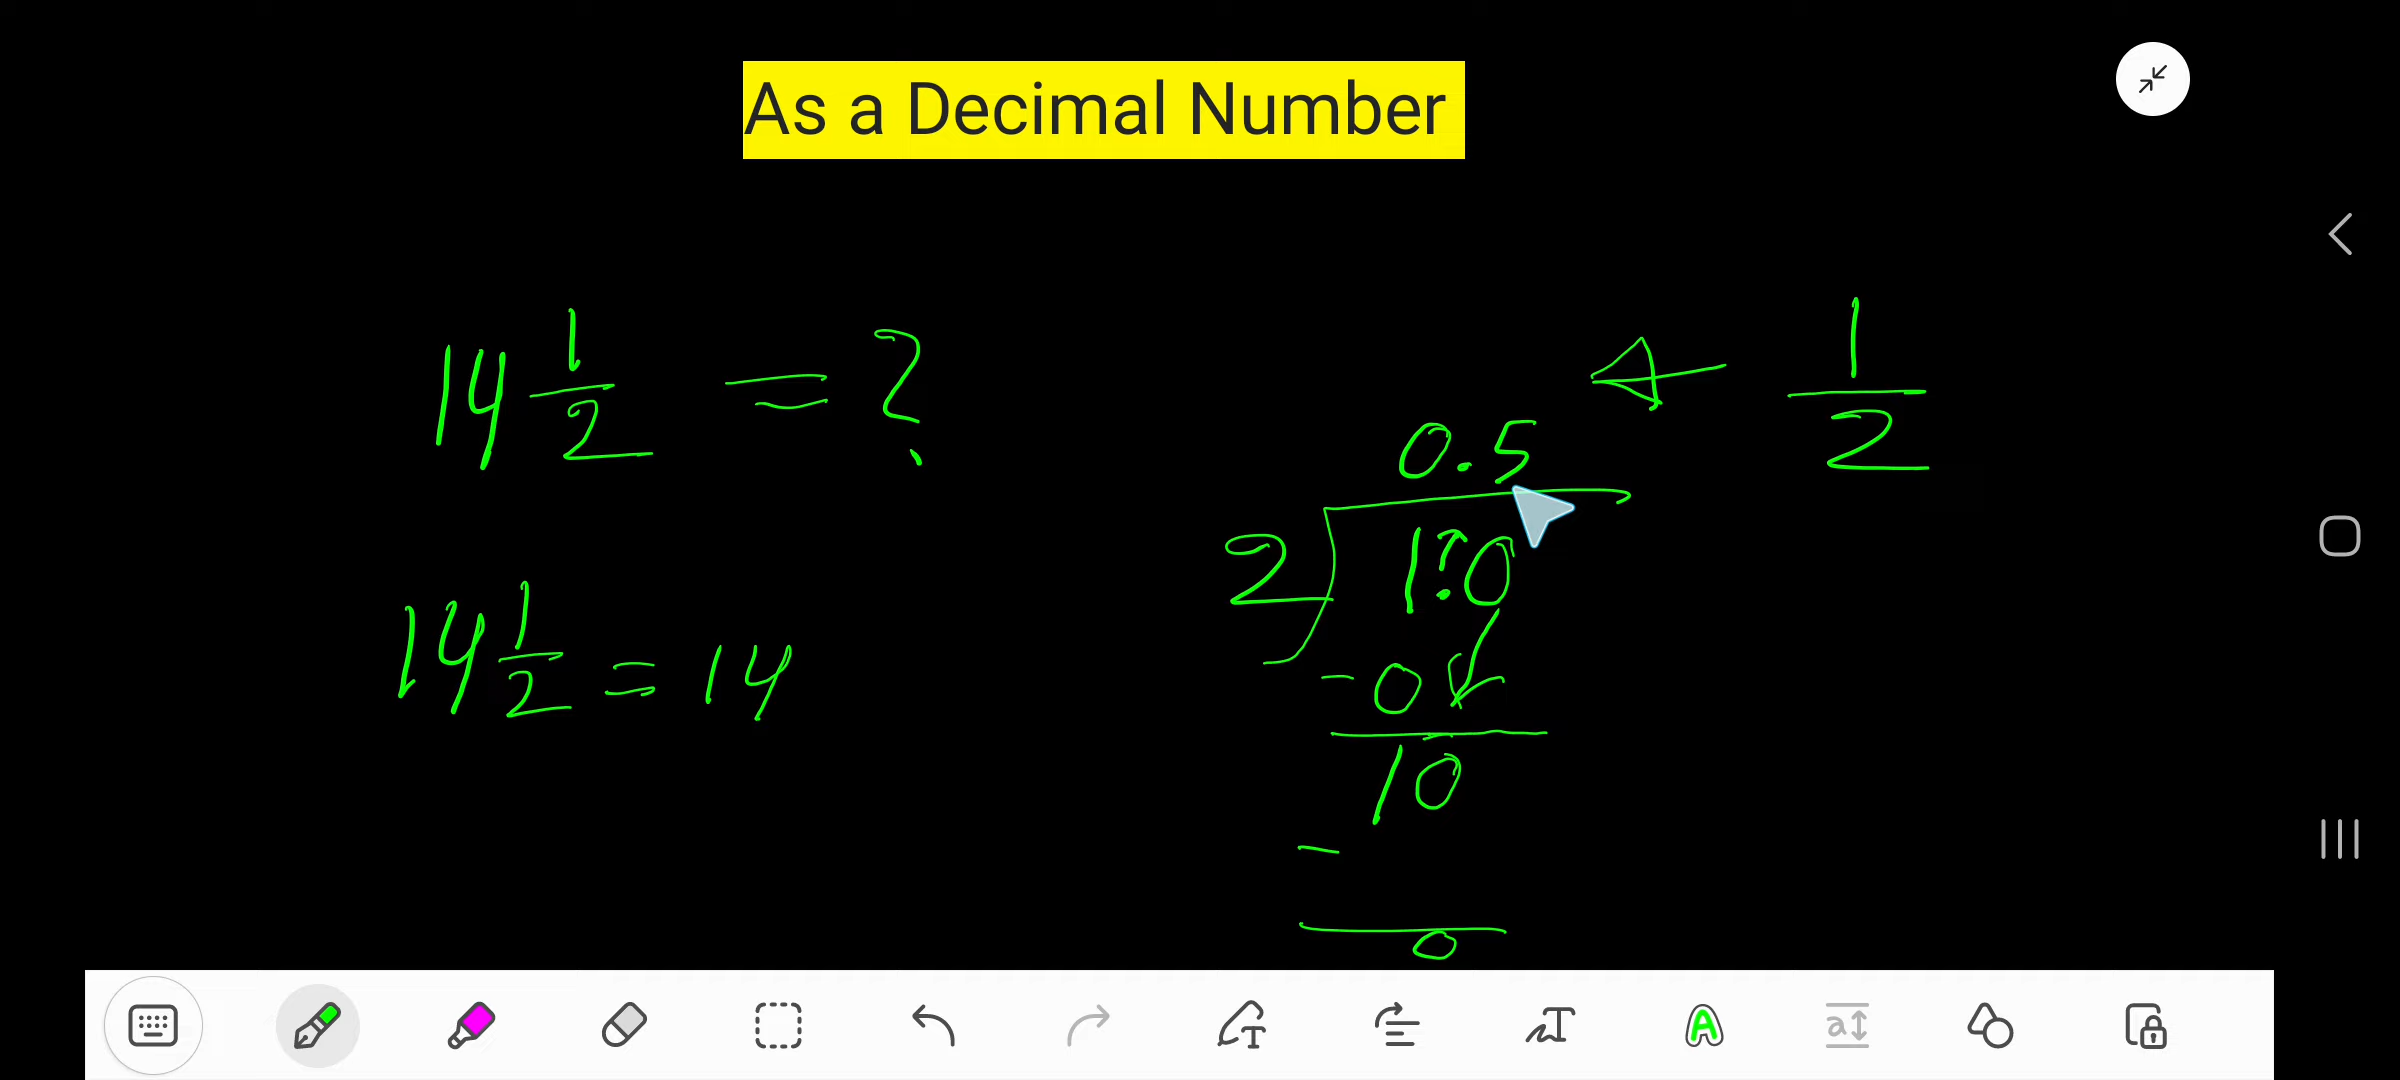 As a Decimal Number
14 1/2 = ?
1/2
0.5
2 1.0
- 0
10
-
0
14 1/2 = 14